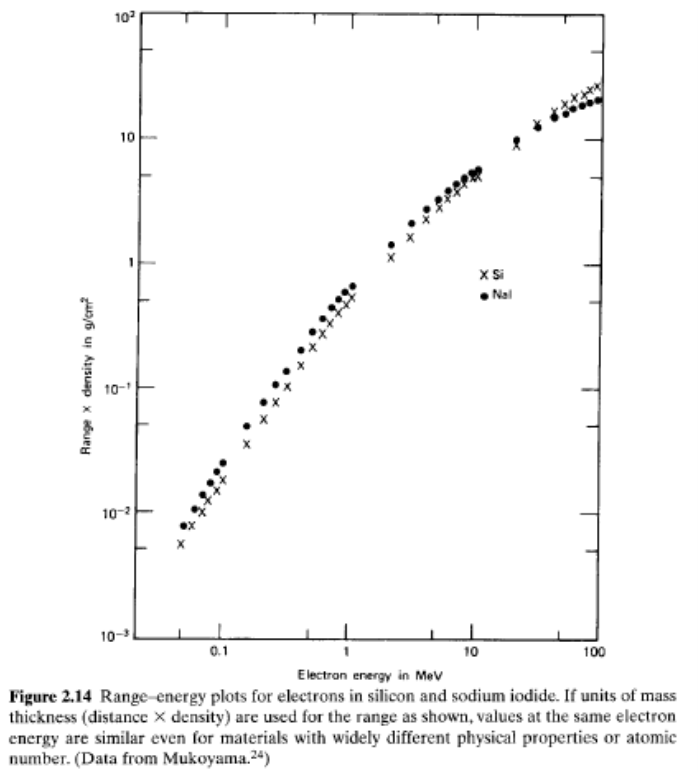 10²
10
1
10⁻¹
10⁻²
10⁻³
Range × density in g/cm²
× Si
● NaI
0.1 1 10 100
Electron energy in MeV
Figure 2.14 Range–energy plots for electrons in silicon and sodium iodide. If units of mass
thickness (distance × density) are used for the range as shown, values at the same electron
energy are similar even for materials with widely different physical properties or atomic
number. (Data from Mukoyama.²⁴)